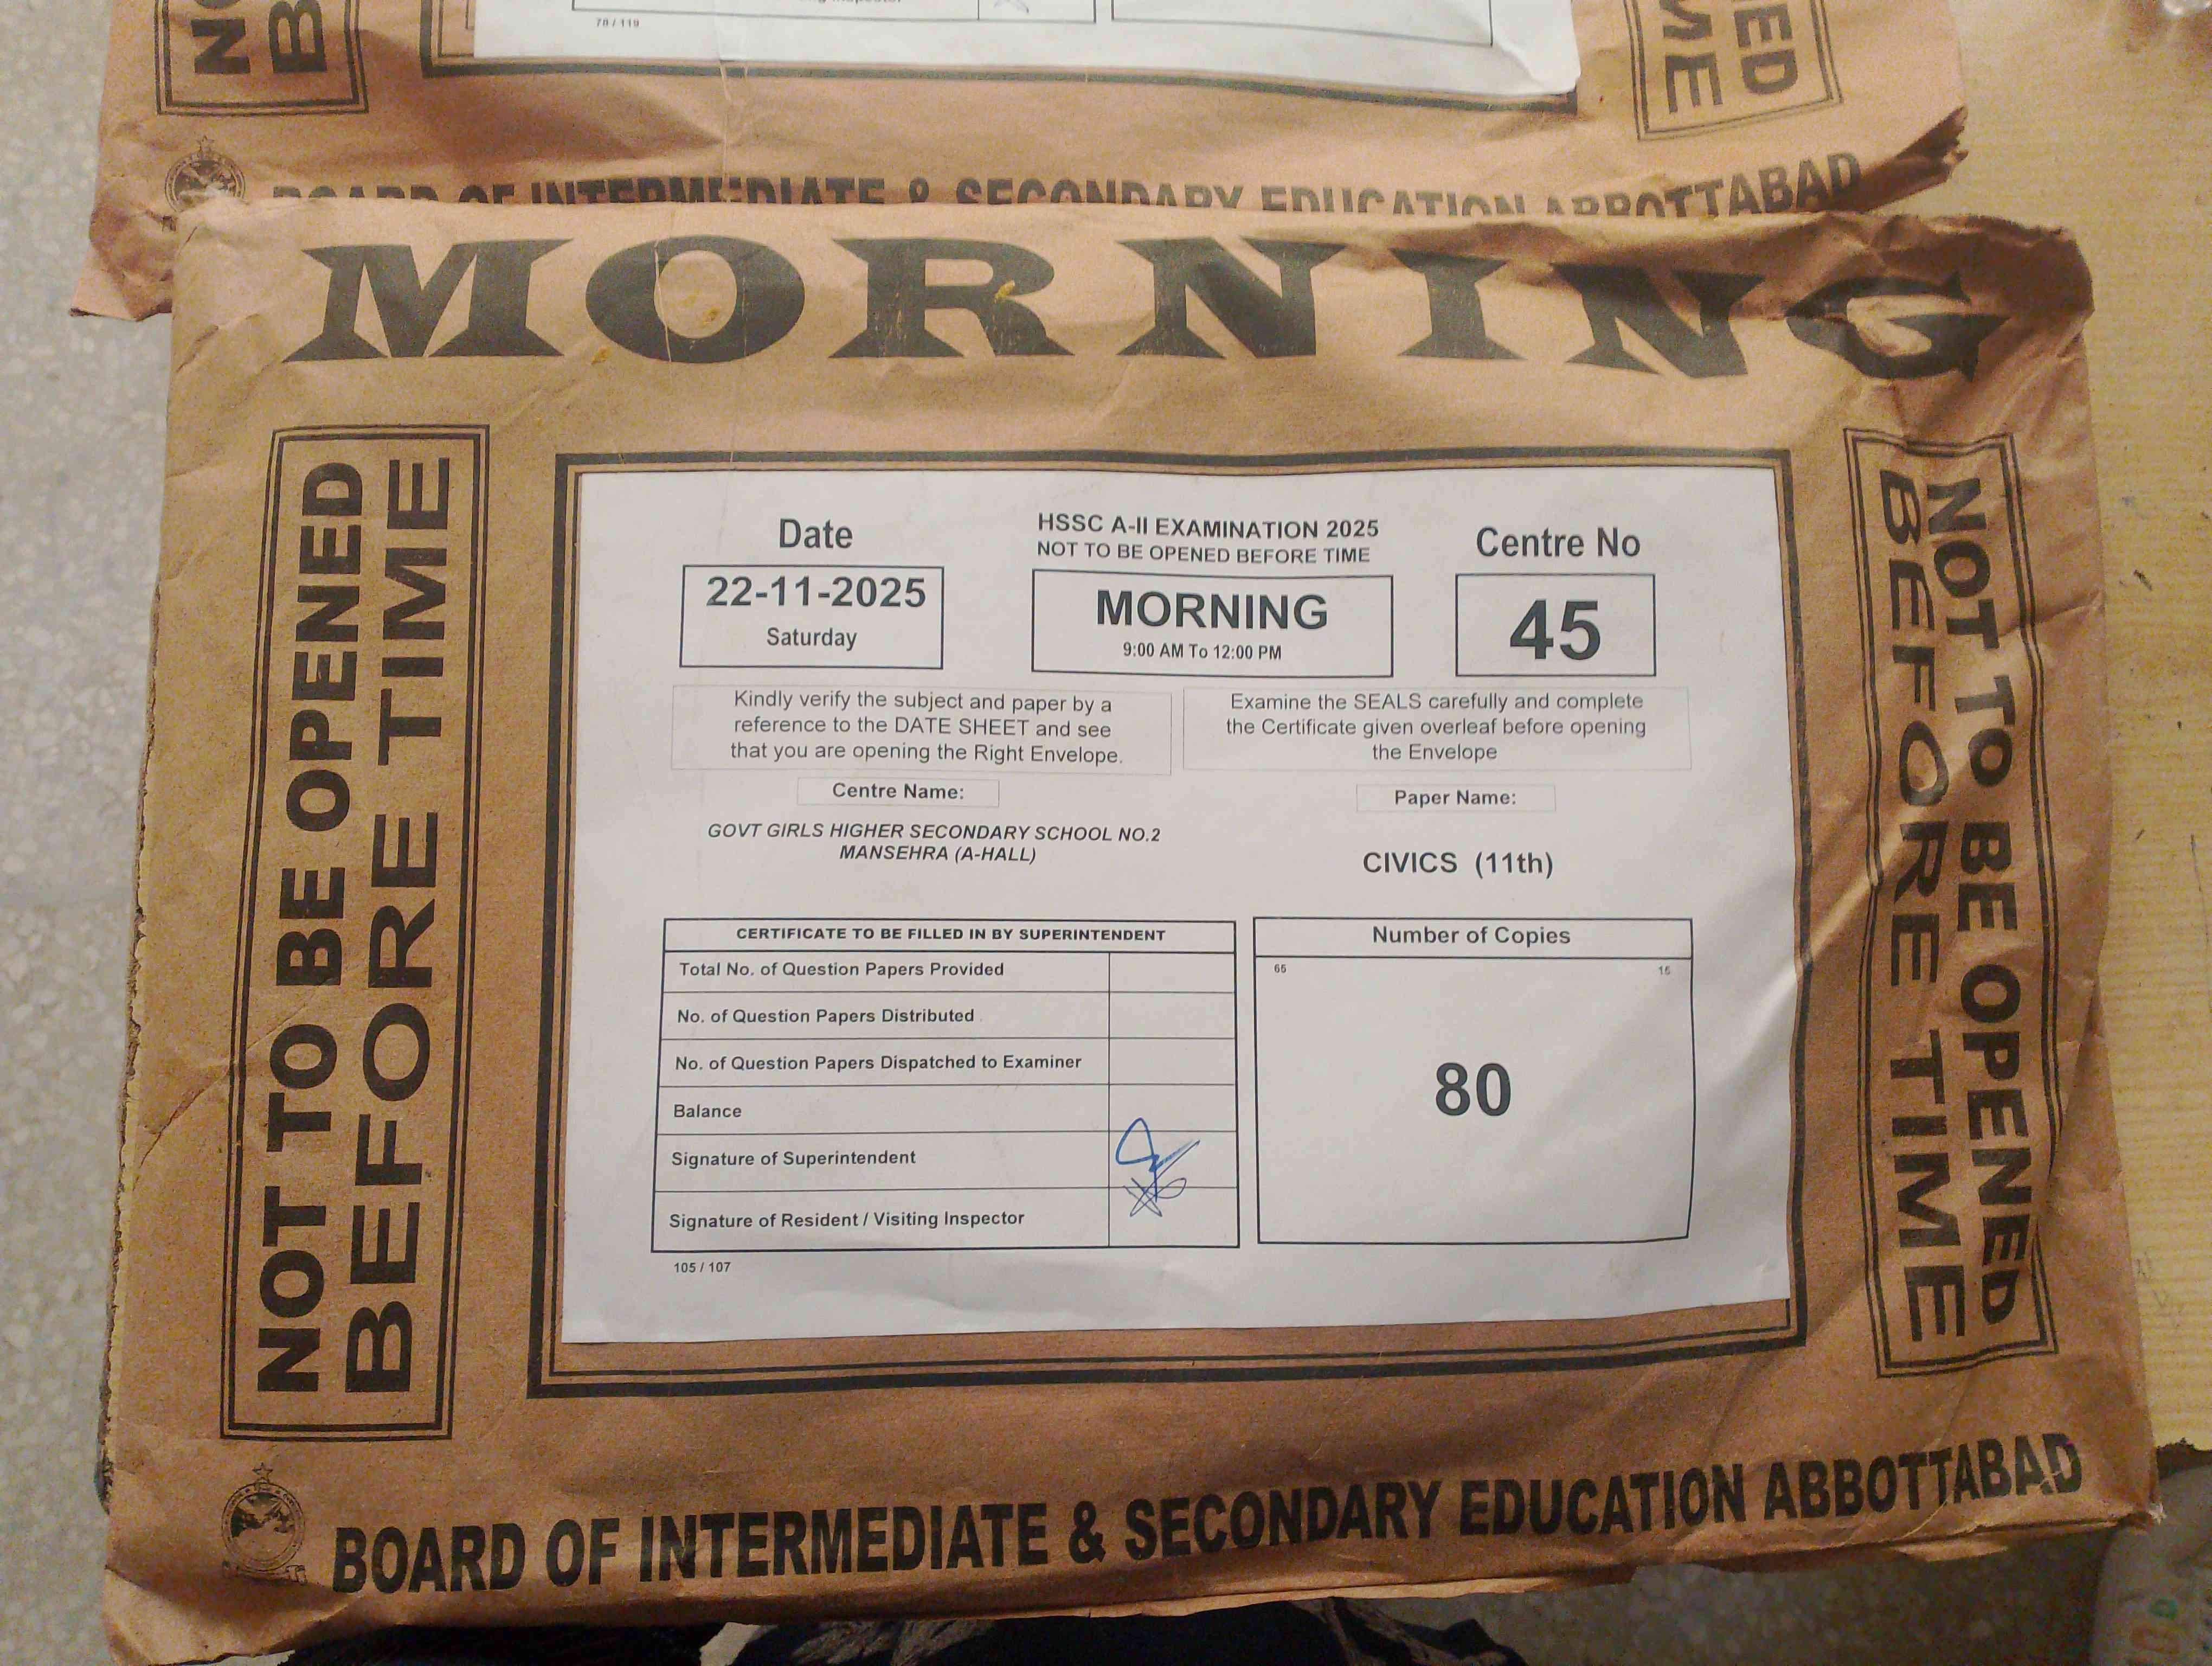 78 / 119
BOARD OF INTERMEDIATE & SECONDARY EDUCATION ABBOTTABAD
MORNING
NOT TO BE OPENED
BEFORE TIME
Date
22-11-2025
Saturday
HSSC A-II EXAMINATION 2025
NOT TO BE OPENED BEFORE TIME
MORNING
9:00 AM To 12:00 PM
Centre No
45
Kindly verify the subject and paper by a
reference to the DATE SHEET and see
that you are opening the Right Envelope.
Examine the SEALS carefully and complete
the Certificate given overleaf before opening
the Envelope
Centre Name:
GOVT GIRLS HIGHER SECONDARY SCHOOL NO.2
MANSEHRA (A-HALL)
Paper Name:
CIVICS (11th)
CERTIFICATE TO BE FILLED IN BY SUPERINTENDENT
Total No. of Question Papers Provided
No. of Question Papers Distributed
No. of Question Papers Dispatched to Examiner
Balance
Signature of Superintendent
Signature of Resident / Visiting Inspector
105 / 107
Number of Copies
65 15
80
NOT TO BE OPENED
BEFORE TIME
BOARD OF INTERMEDIATE & SECONDARY EDUCATION ABBOTTABAD